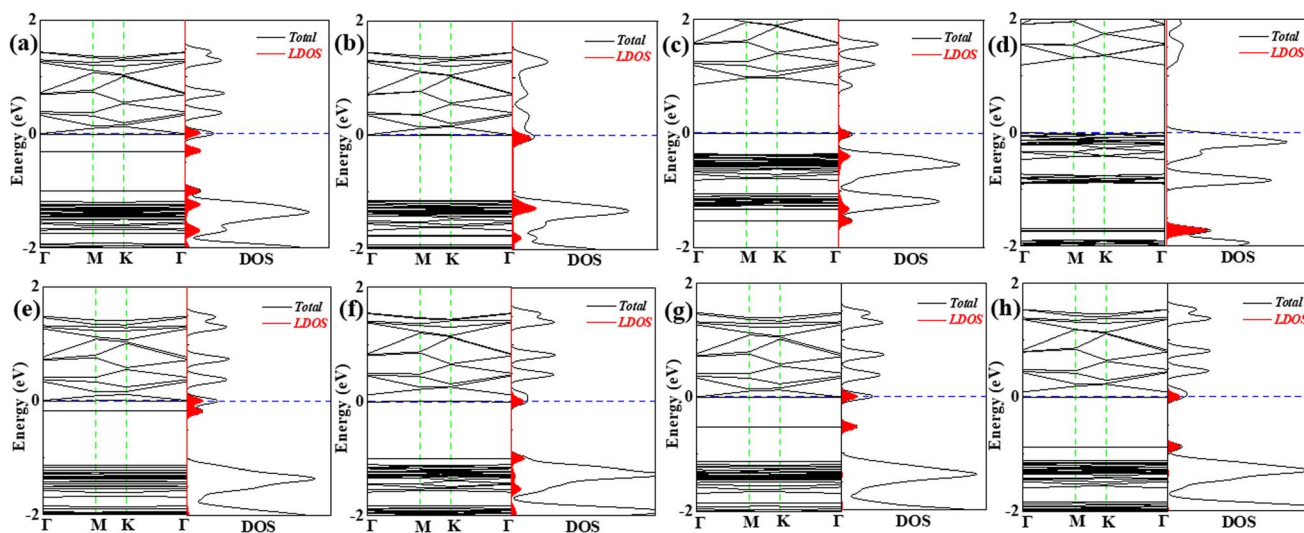 (a)
Total
LDOS
2
0
-2
Energy (eV)
Γ M K Γ DOS
(b)
Total
LDOS
2
0
-2
Energy (eV)
Γ M K Γ DOS
(c)
Total
LDOS
2
0
-2
Energy (eV)
Γ M K Γ DOS
(d)
Total
LDOS
2
0
-2
Energy (eV)
Γ M K Γ DOS
(e)
Total
LDOS
2
0
-2
Energy (eV)
Γ M K Γ DOS
(f)
Total
LDOS
2
0
-2
Energy (eV)
Γ M K Γ DOS
(g)
Total
LDOS
2
0
-2
Energy (eV)
Γ M K Γ DOS
(h)
Total
LDOS
2
0
-2
Energy (eV)
Γ M K Γ DOS